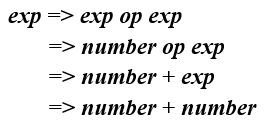 exp => exp op exp
=> number op exp
=> number + exp
=> number + number